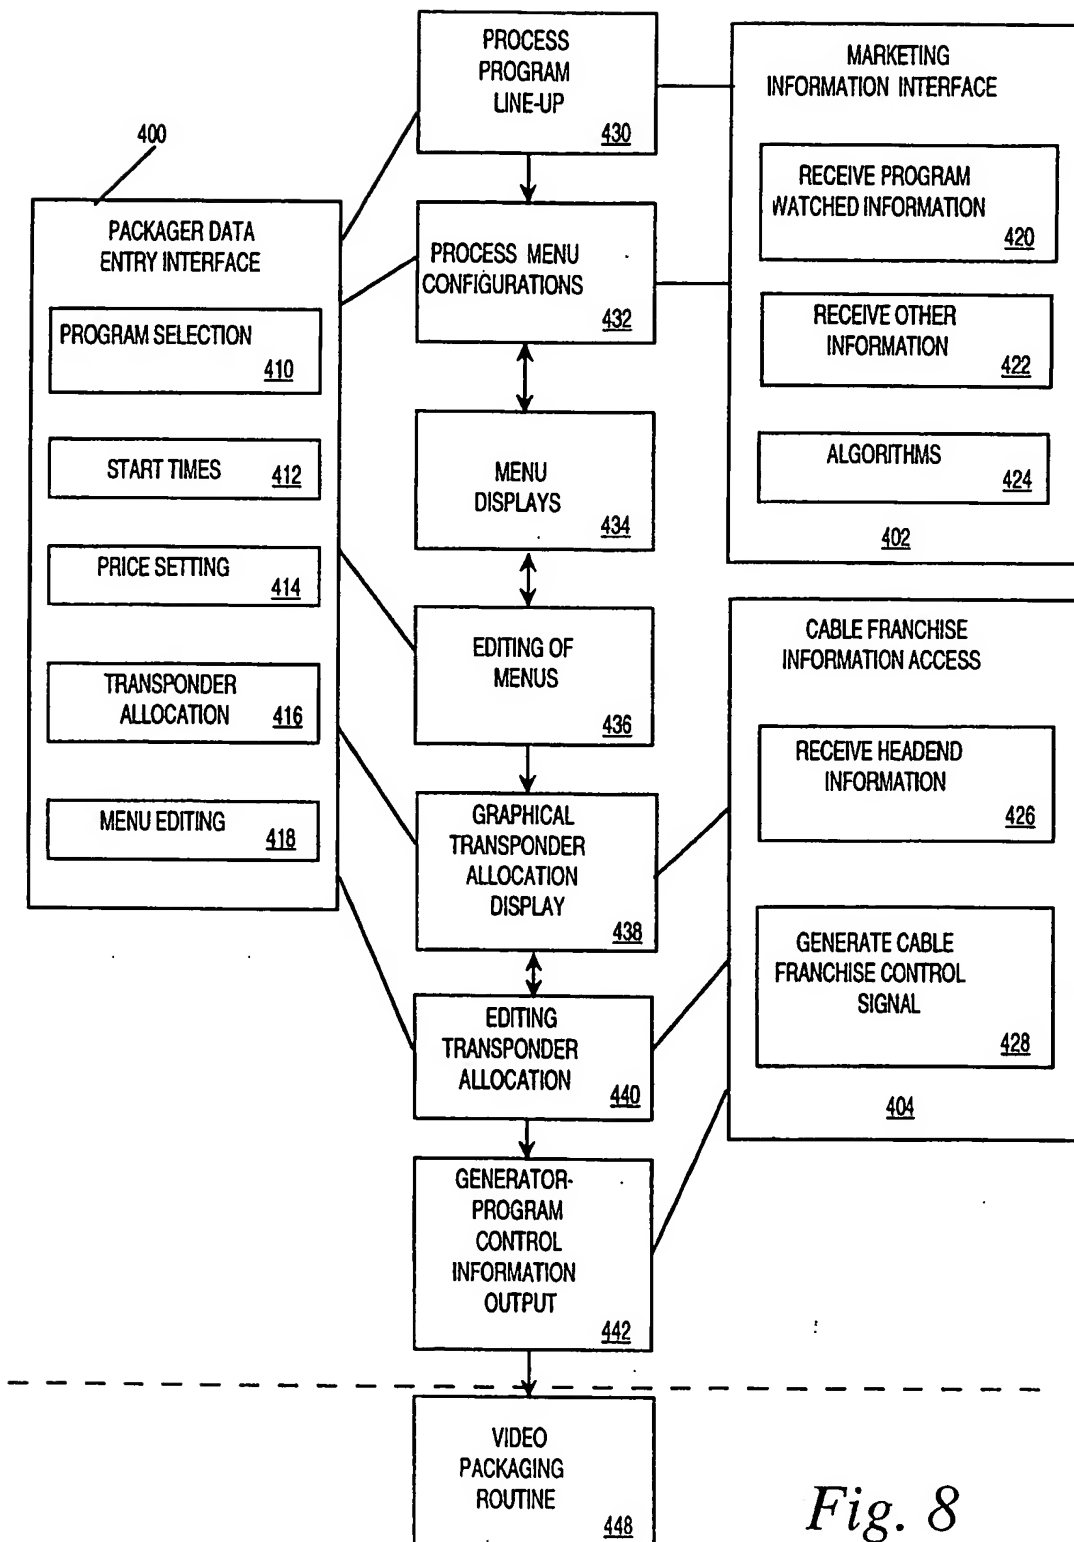 400
PACKAGER DATA
ENTRY INTERFACE
PROGRAM SELECTION
410
START TIMES
412
PRICE SETTING
414
TRANSPONDER
ALLOCATION
416
MENU EDITING
418
PROCESS
PROGRAM
LINE-UP
430
PROCESS MENU
CONFIGURATIONS
432
MENU
DISPLAYS
434
EDITING OF
MENUS
436
GRAPHICAL
TRANSPONDER
ALLOCATION
DISPLAY
438
EDITING
TRANSPONDER
ALLOCATION
440
GENERATOR-
PROGRAM
CONTROL
INFORMATION
OUTPUT
442
VIDEO
PACKAGING
ROUTINE
448
MARKETING
INFORMATION INTERFACE
RECEIVE PROGRAM
WATCHED INFORMATION
420
RECEIVE OTHER
INFORMATION
422
ALGORITHMS
424
402
CABLE FRANCHISE
INFORMATION ACCESS
RECEIVE HEADEND
INFORMATION
426
GENERATE CABLE
FRANCHISE CONTROL
SIGNAL
428
404
Fig. 8